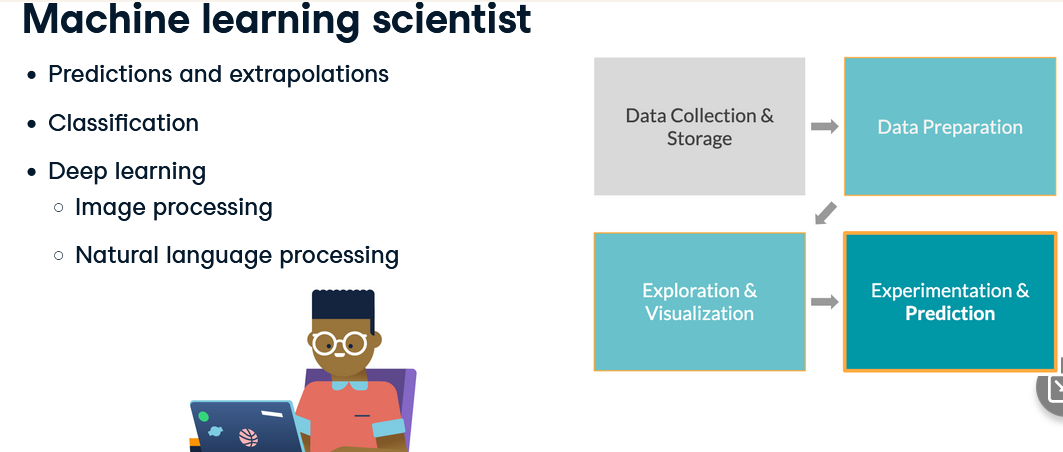 Machine learning scientist
Predictions and extrapolations
Classification
Deep learning
Image processing
Natural language processing
Data Collection &
Storage
Data Preparation
Exploration &
Visualization
Experimentation &
Prediction